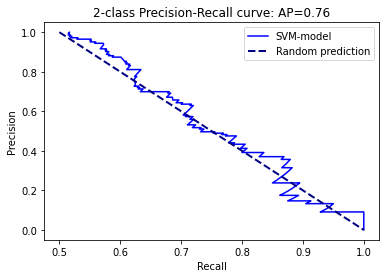 2-class Precision-Recall curve: AP=0.76
SVM-model
Random prediction
Precision
1.0
0.8
0.6
0.4
0.2
0.0
0.5 0.6 0.7 0.8 0.9 1.0
Recall